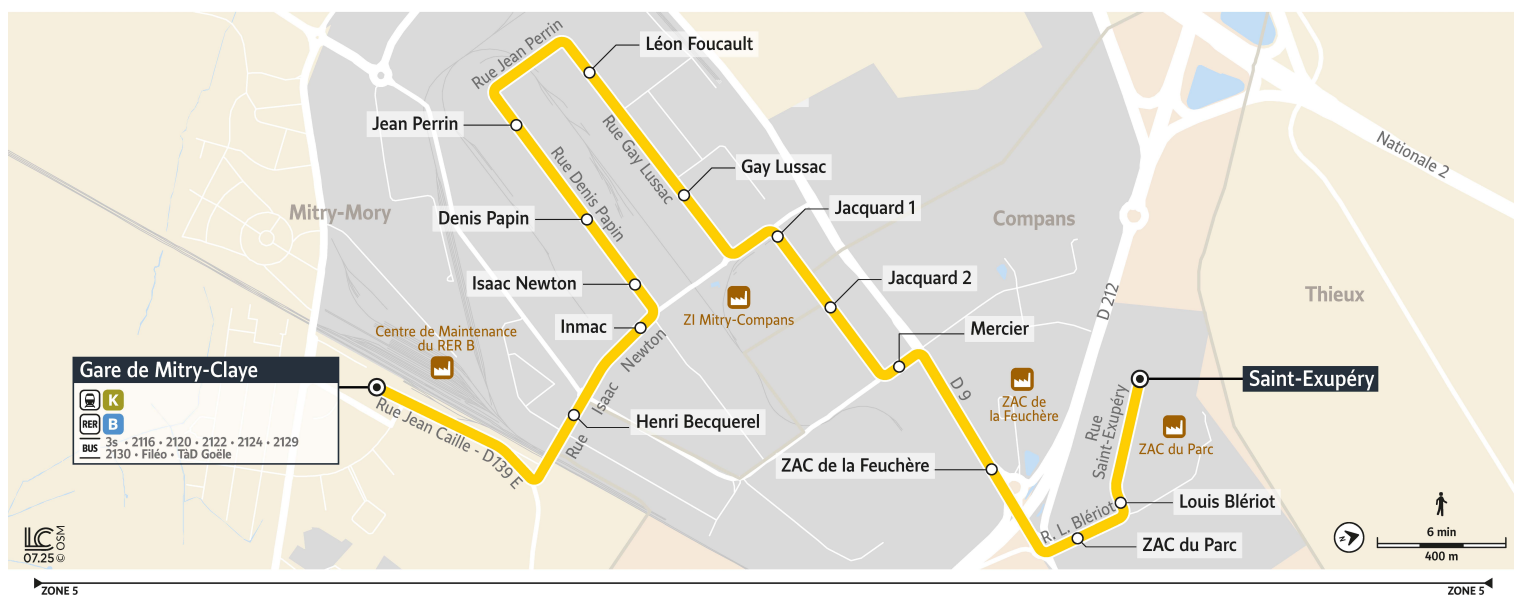 Léon Foucault
Rue Jean Perrin
Jean Perrin
Rue Gay Lussac
Nationale 2
Gay Lussac
Rue Denis Papin
Mitry-Mory
Denis Papin
Jacquard 1
Compans
Isaac Newton
Jacquard 2
D 212
Thieux
ZI Mitry-Compans
Inmac
Centre de Maintenance
du RER B
Mercier
Rue Isaac Newton
Gare de Mitry-Claye
K
RER B
BUS
3s • 2116 • 2120 • 2122 • 2124 • 2129
2130 • Filéo • TàD Goële
Rue Jean Caille - D139 E
Henri Becquerel
D 9
ZAC de
la Feuchère
Saint-Exupéry
Rue
Saint-Exupéry
ZAC du Parc
ZAC de la Feuchère
Louis Blériot
R. L. Blériot
ZAC du Parc
LC
07.25 © OSM
N
6 min
400 m
ZONE 5
ZONE 5